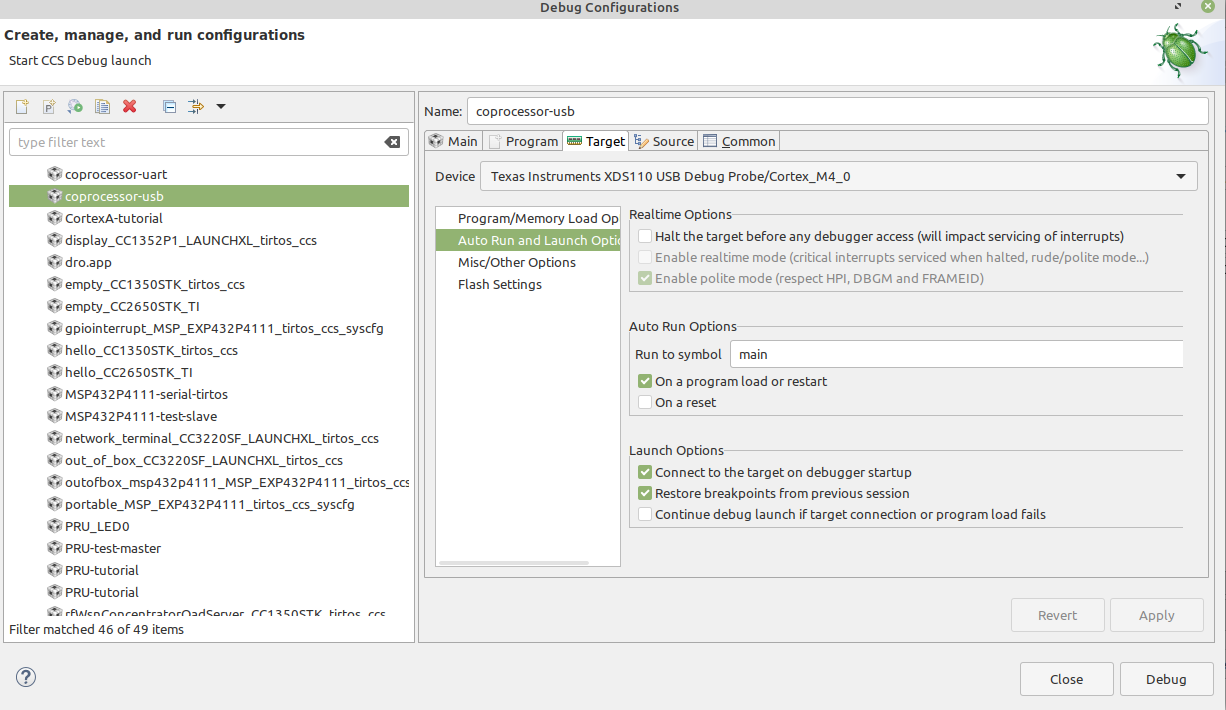 Debug Configurations
Create, manage, and run configurations
Start CCS Debug launch
type filter text
coprocessor-uart
coprocessor-usb
CortexA-tutorial
display_CC1352P1_LAUNCHXL_tirtos_ccs
dro.app
empty_CC1350STK_tirtos_ccs
empty_CC2650STK_TI
gpiointerrupt_MSP_EXP432P4111_tirtos_ccs_syscfg
hello_CC1350STK_tirtos_ccs
hello_CC2650STK_TI
MSP432P4111-serial-tirtos
MSP432P4111-test-slave
network_terminal_CC3220SF_LAUNCHXL_tirtos_ccs
out_of_box_CC3220SF_LAUNCHXL_tirtos_ccs
outofbox_msp432p4111_MSP_EXP432P4111_tirtos_ccs
portable_MSP_EXP432P4111_tirtos_ccs_syscfg
PRU_LED0
PRU-test-master
PRU-tutorial
PRU-tutorial
rfWsnConcentratorOadServer_CC1350STK_tirtos_ccs
Filter matched 46 of 49 items
Name: coprocessor-usb
Main Program Target Source Common
Device Texas Instruments XDS110 USB Debug Probe/Cortex_M4_0
Program/Memory Load Op
Auto Run and Launch Optio
Misc/Other Options
Flash Settings
Realtime Options
Halt the target before any debugger access (will impact servicing of interrupts)
Enable realtime mode (critical interrupts serviced when halted, rude/polite mode...)
Enable polite mode (respect HPI, DBGM and FRAMEID)
Auto Run Options
Run to symbol main
On a program load or restart
On a reset
Launch Options
Connect to the target on debugger startup
Restore breakpoints from previous session
Continue debug launch if target connection or program load fails
Revert Apply
? Close Debug